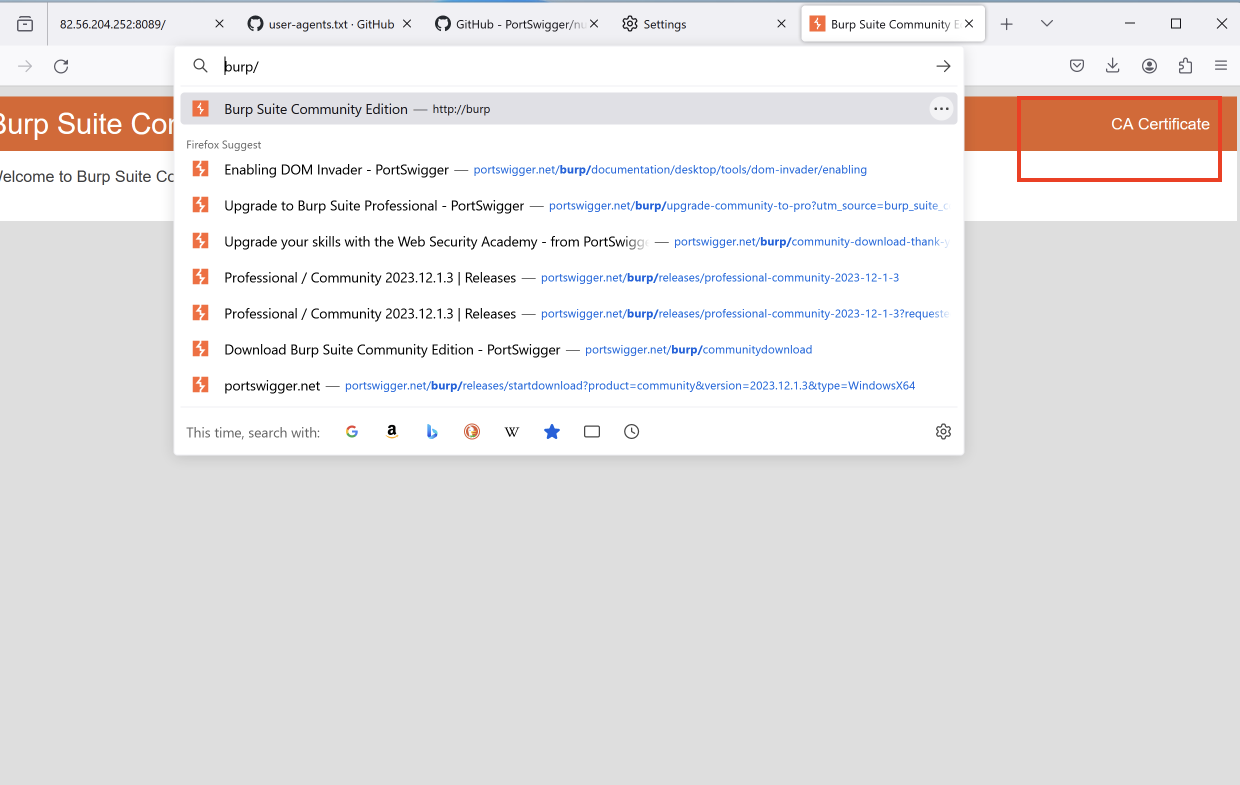 82.56.204.252:8089/
user-agents.txt · GitHub
GitHub - PortSwigger/nu
Settings
Burp Suite Community E
burp/
Burp Suite Community Edition — http://burp
Firefox Suggest
Enabling DOM Invader - PortSwigger — portswigger.net/burp/documentation/desktop/tools/dom-invader/enabling
Upgrade to Burp Suite Professional - PortSwigger — portswigger.net/burp/upgrade-community-to-pro?utm_source=burp_suite_c
Upgrade your skills with the Web Security Academy - from PortSwigge — portswigger.net/burp/community-download-thank-y
Professional / Community 2023.12.1.3 | Releases — portswigger.net/burp/releases/professional-community-2023-12-1-3
Professional / Community 2023.12.1.3 | Releases — portswigger.net/burp/releases/professional-community-2023-12-1-3?requeste
Download Burp Suite Community Edition - PortSwigger — portswigger.net/burp/communitydownload
portswigger.net — portswigger.net/burp/releases/startdownload?product=community&version=2023.12.1.3&type=WindowsX64
This time, search with:
Burp Suite Cor
CA Certificate
Welcome to Burp Suite Co